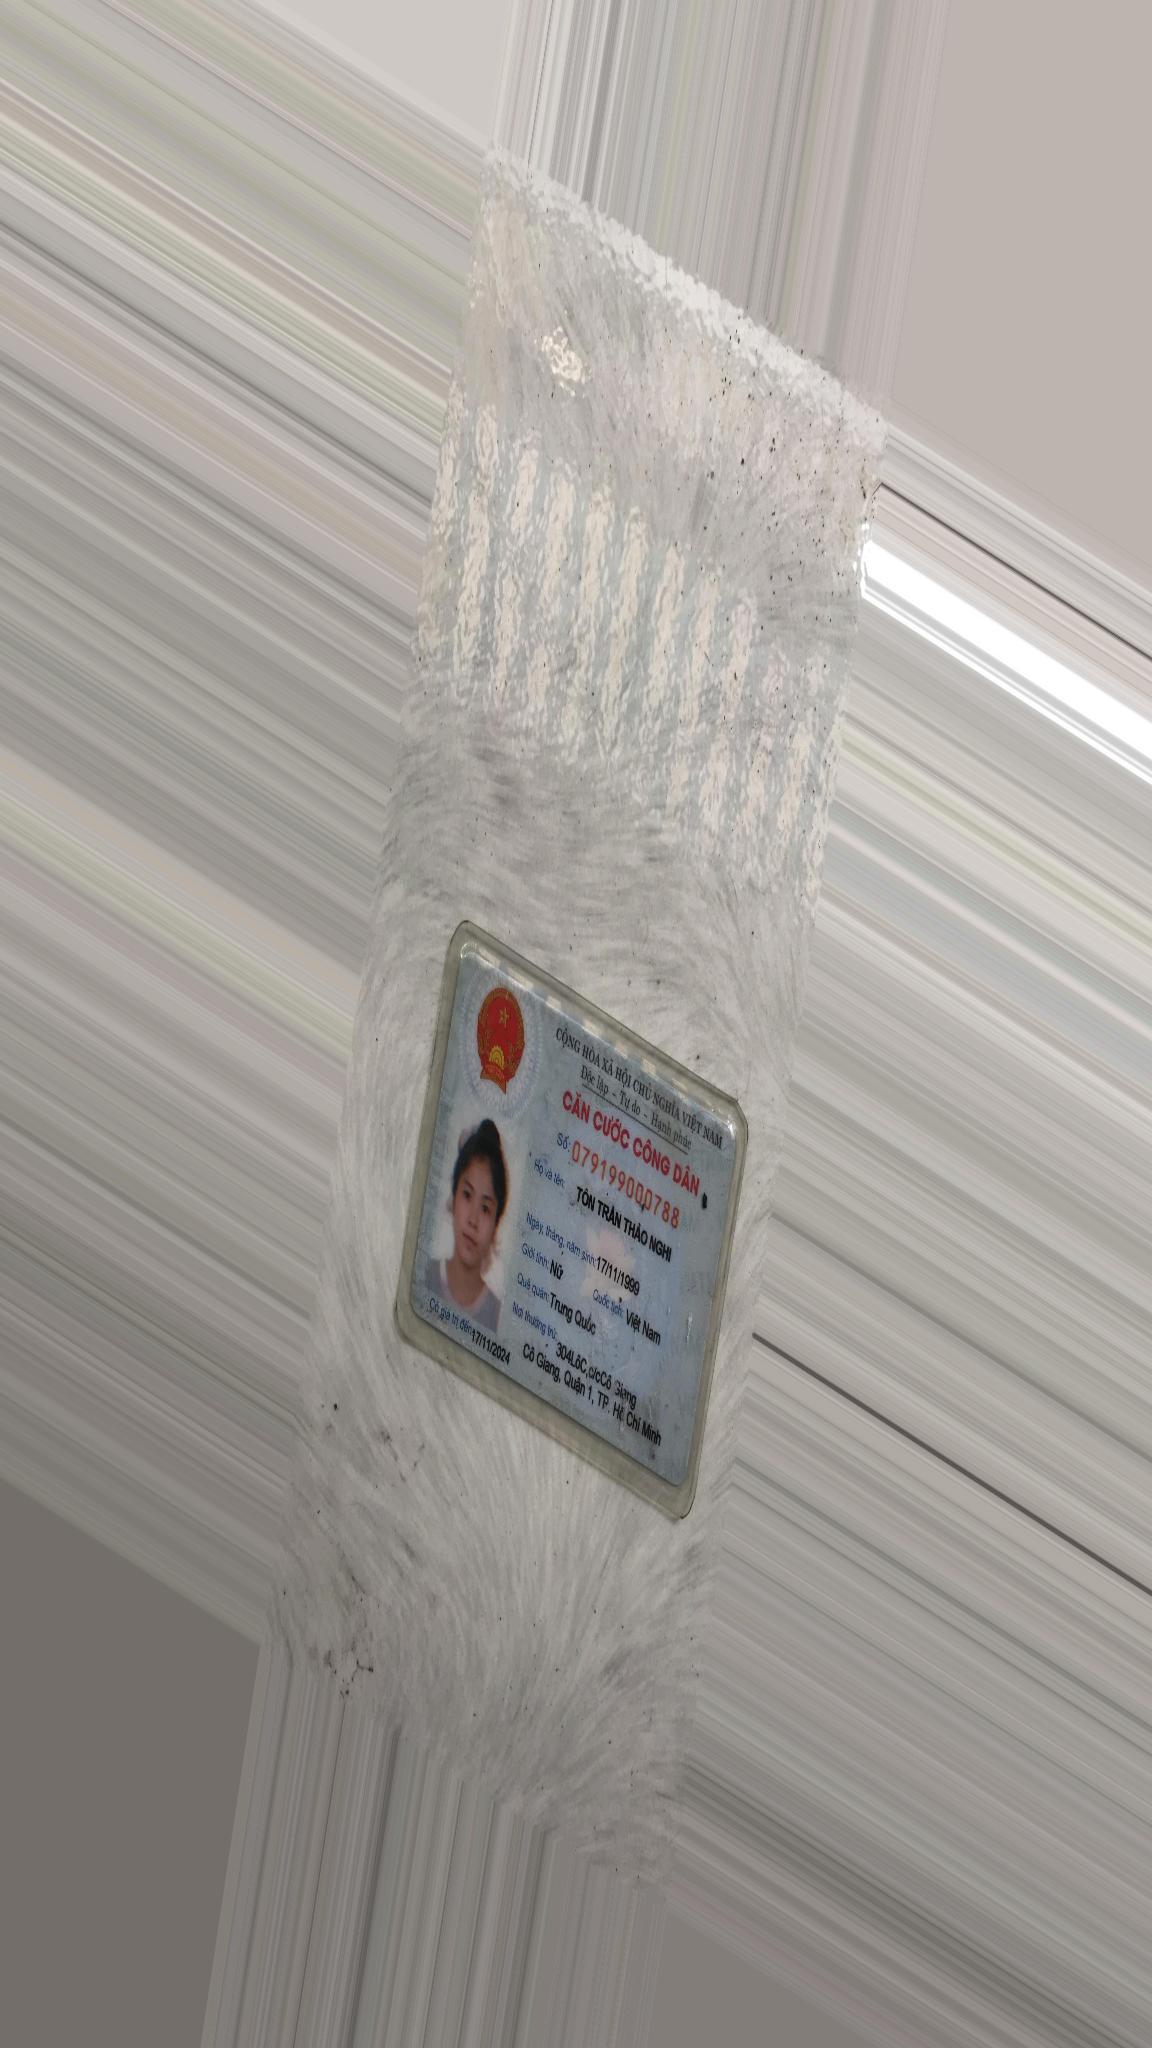 CỘNG HÒA XÃ HỘI CHỦ NGHĨA VIỆT NAM
Độc lập - Tự do - Hạnh phúc
CĂN CƯỚC CÔNG DÂN
Số: 079199000788
Họ và tên:
TÔN TRẦN THẢO NGHI
Ngày, tháng, năm sinh: 17/11/1999
Giới tính: Nữ Quốc tịch: Việt Nam
Quê quán: Trung Quốc
Nơi thường trú: 304LôC,c/cCô Giang
Cô Giang, Quận 1, TP. Hồ Chí Minh
Có giá trị đến: 17/11/2024